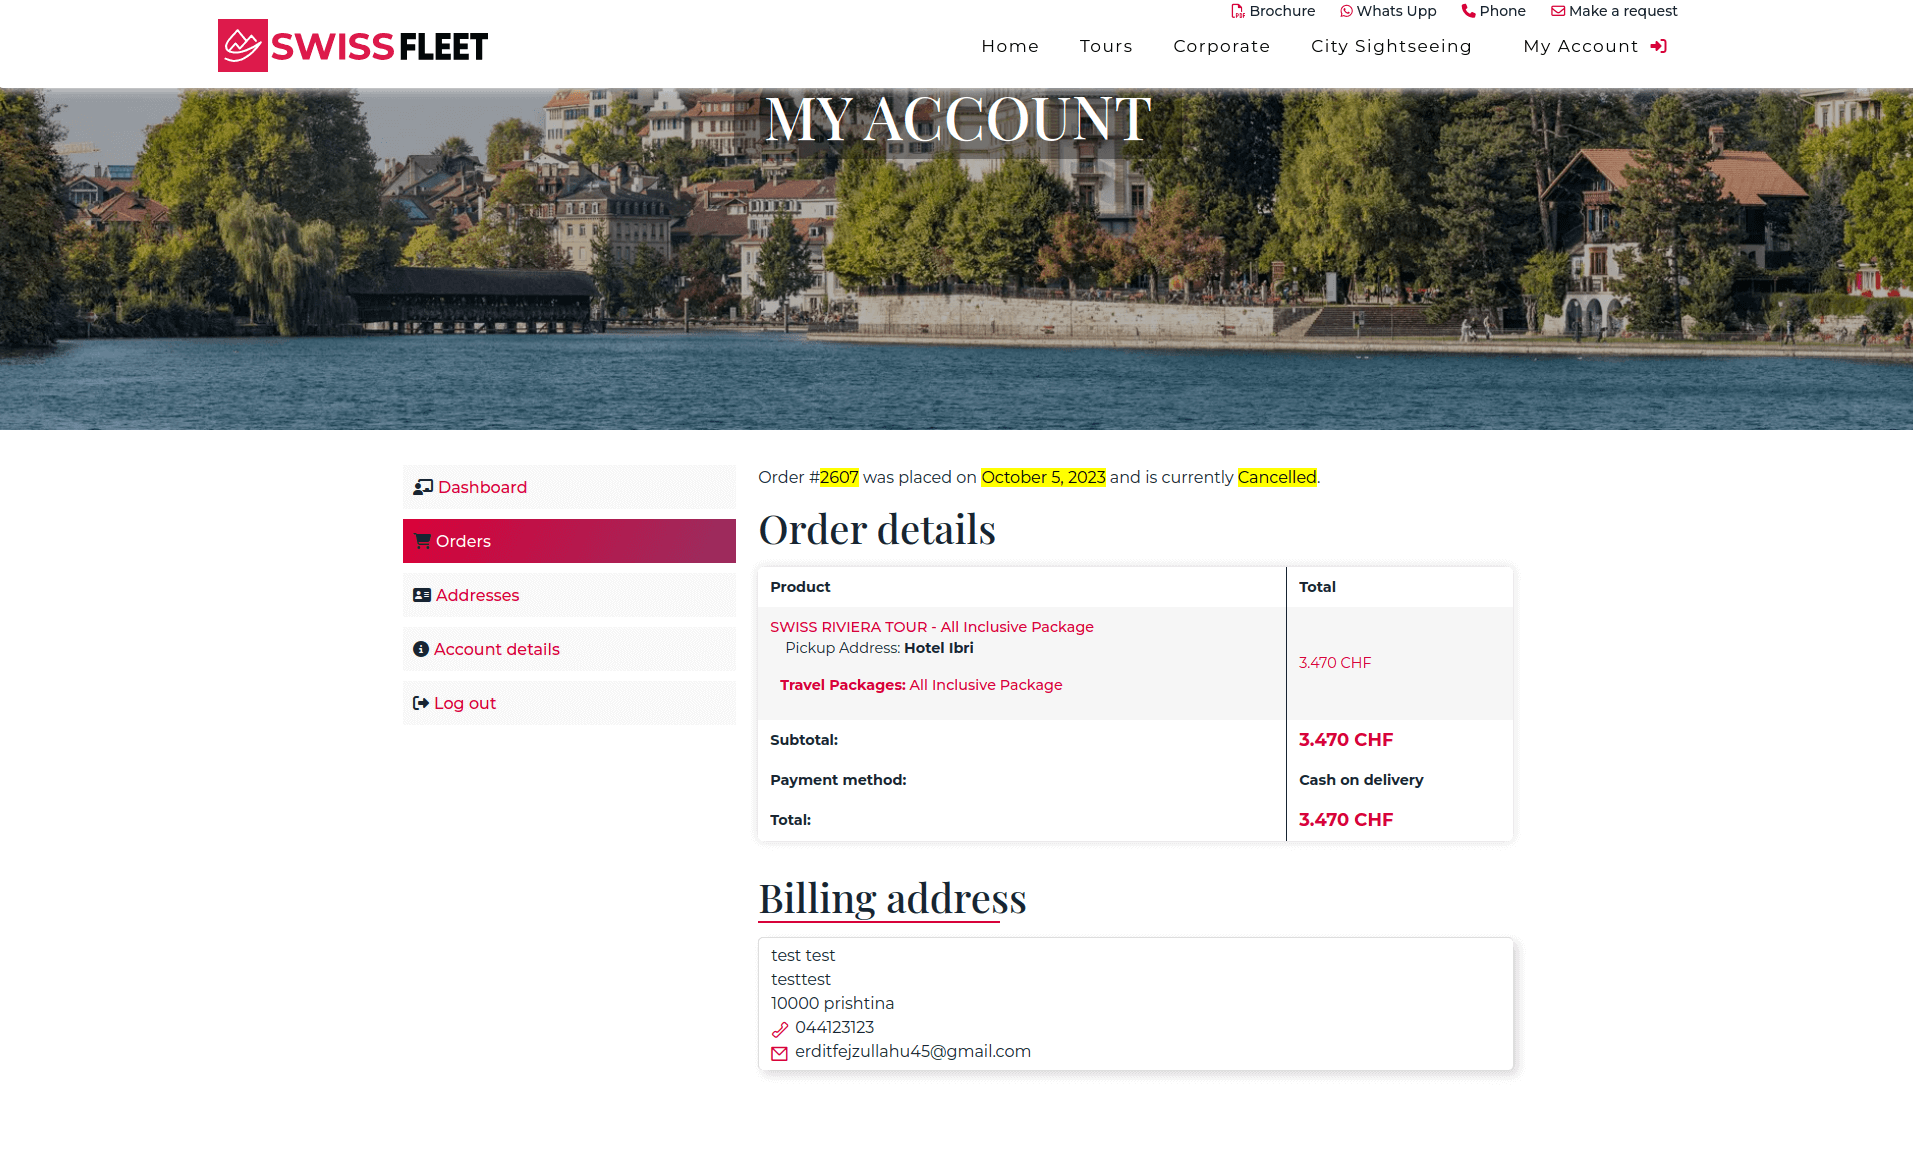 Brochure Whats Upp Phone Make a request
SWISS FLEET
Home Tours Corporate City Sightseeing My Account
MY ACCOUNT
Dashboard
Orders
Addresses
Account details
Log out
Order #2607 was placed on October 5, 2023 and is currently Cancelled.
Order details
Product Total
SWISS RIVIERA TOUR - All Inclusive Package
Pickup Address: Hotel Ibri
3.470 CHF
Travel Packages: All Inclusive Package
Subtotal: 3.470 CHF
Payment method: Cash on delivery
Total: 3.470 CHF
Billing address
test test
testtest
10000 prishtina
044123123
erditfejzullahu45@gmail.com